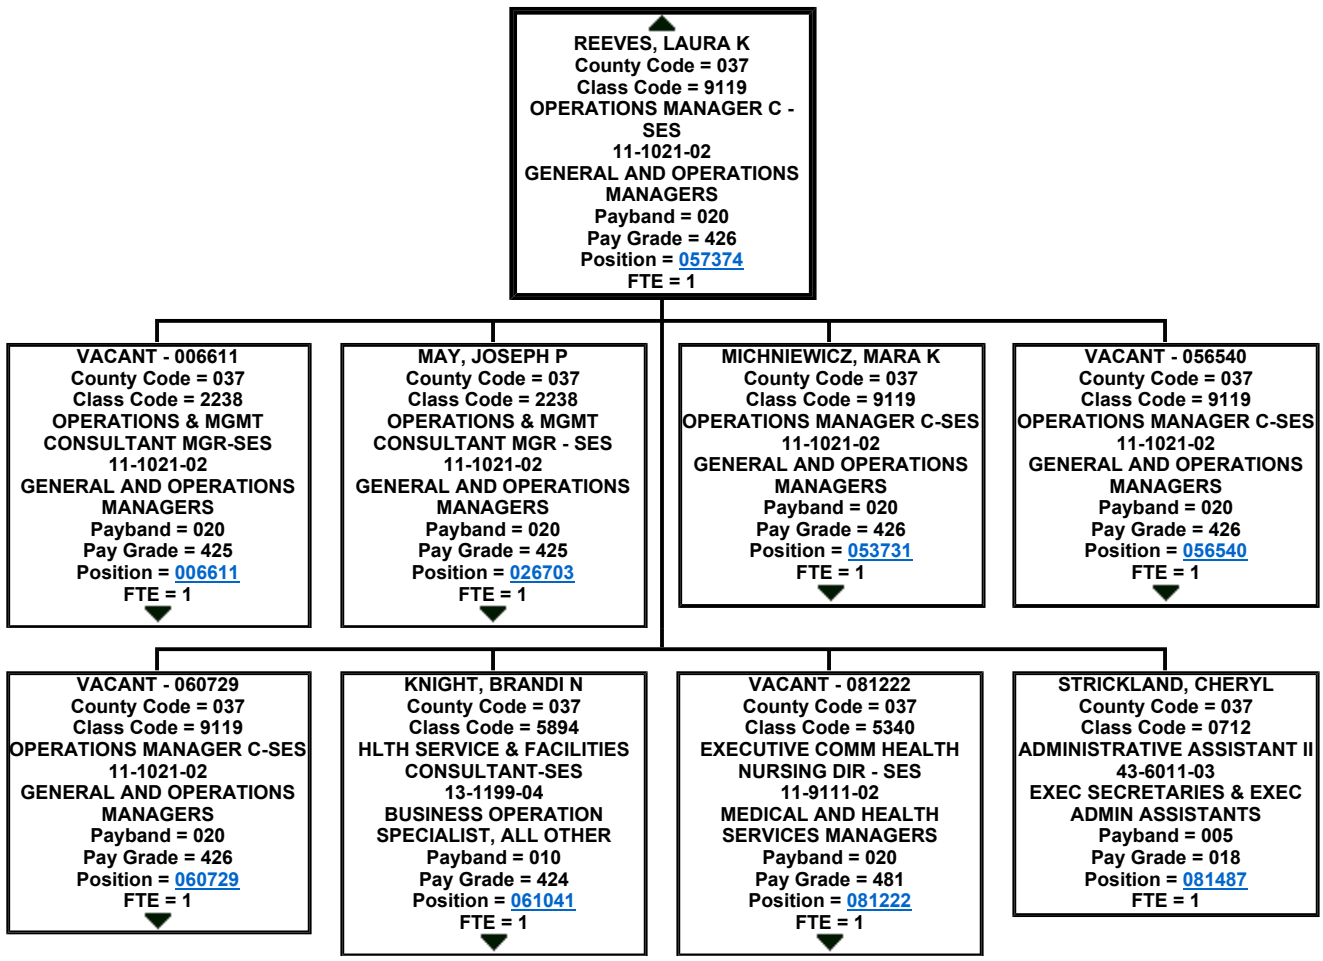 REEVES, LAURA K
County Code = 037
Class Code = 9119
OPERATIONS MANAGER C -
SES
11-1021-02
GENERAL AND OPERATIONS
MANAGERS
Payband = 020
Pay Grade = 426
Position = 057374
FTE = 1
VACANT - 006611
County Code = 037
Class Code = 2238
OPERATIONS & MGMT
CONSULTANT MGR-SES
11-1021-02
GENERAL AND OPERATIONS
MANAGERS
Payband = 020
Pay Grade = 425
Position = 006611
FTE = 1
MAY, JOSEPH P
County Code = 037
Class Code = 2238
OPERATIONS & MGMT
CONSULTANT MGR - SES
11-1021-02
GENERAL AND OPERATIONS
MANAGERS
Payband = 020
Pay Grade = 425
Position = 026703
FTE = 1
MICHNIEWICZ, MARA K
County Code = 037
Class Code = 9119
OPERATIONS MANAGER C-SES
11-1021-02
GENERAL AND OPERATIONS
MANAGERS
Payband = 020
Pay Grade = 426
Position = 053731
FTE = 1
VACANT - 056540
County Code = 037
Class Code = 9119
OPERATIONS MANAGER C-SES
11-1021-02
GENERAL AND OPERATIONS
MANAGERS
Payband = 020
Pay Grade = 426
Position = 056540
FTE = 1
VACANT - 060729
County Code = 037
Class Code = 9119
OPERATIONS MANAGER C-SES
11-1021-02
GENERAL AND OPERATIONS
MANAGERS
Payband = 020
Pay Grade = 426
Position = 060729
FTE = 1
KNIGHT, BRANDI N
County Code = 037
Class Code = 5894
HLTH SERVICE & FACILITIES
CONSULTANT-SES
13-1199-04
BUSINESS OPERATION
SPECIALIST, ALL OTHER
Payband = 010
Pay Grade = 424
Position = 061041
FTE = 1
VACANT - 081222
County Code = 037
Class Code = 5340
EXECUTIVE COMM HEALTH
NURSING DIR - SES
11-9111-02
MEDICAL AND HEALTH
SERVICES MANAGERS
Payband = 020
Pay Grade = 481
Position = 081222
FTE = 1
STRICKLAND, CHERYL
County Code = 037
Class Code = 0712
ADMINISTRATIVE ASSISTANT II
43-6011-03
EXEC SECRETARIES & EXEC
ADMIN ASSISTANTS
Payband = 005
Pay Grade = 018
Position = 081487
FTE = 1